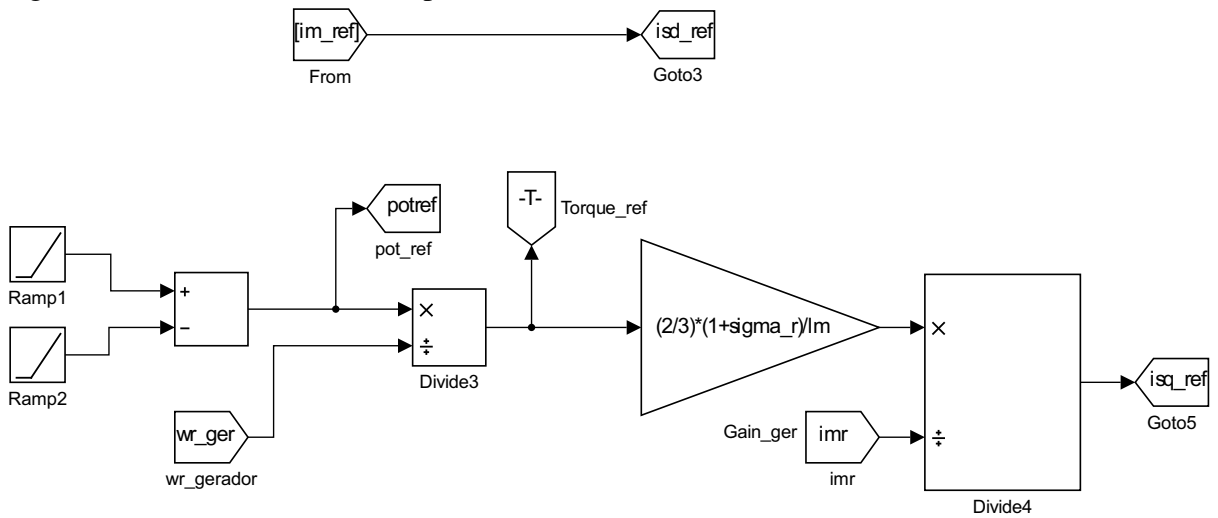 [im_ref]
isd_ref
From
Goto3
-T-
Torque_ref
potref
pot_ref
Ramp1
+
−
Ramp2
×
÷
Divide3
(2/3)*(1+sigma_r)/lm
×
÷
isq_ref
Goto5
wr_ger
wr_gerador
Gain_ger
imr
imr
Divide4